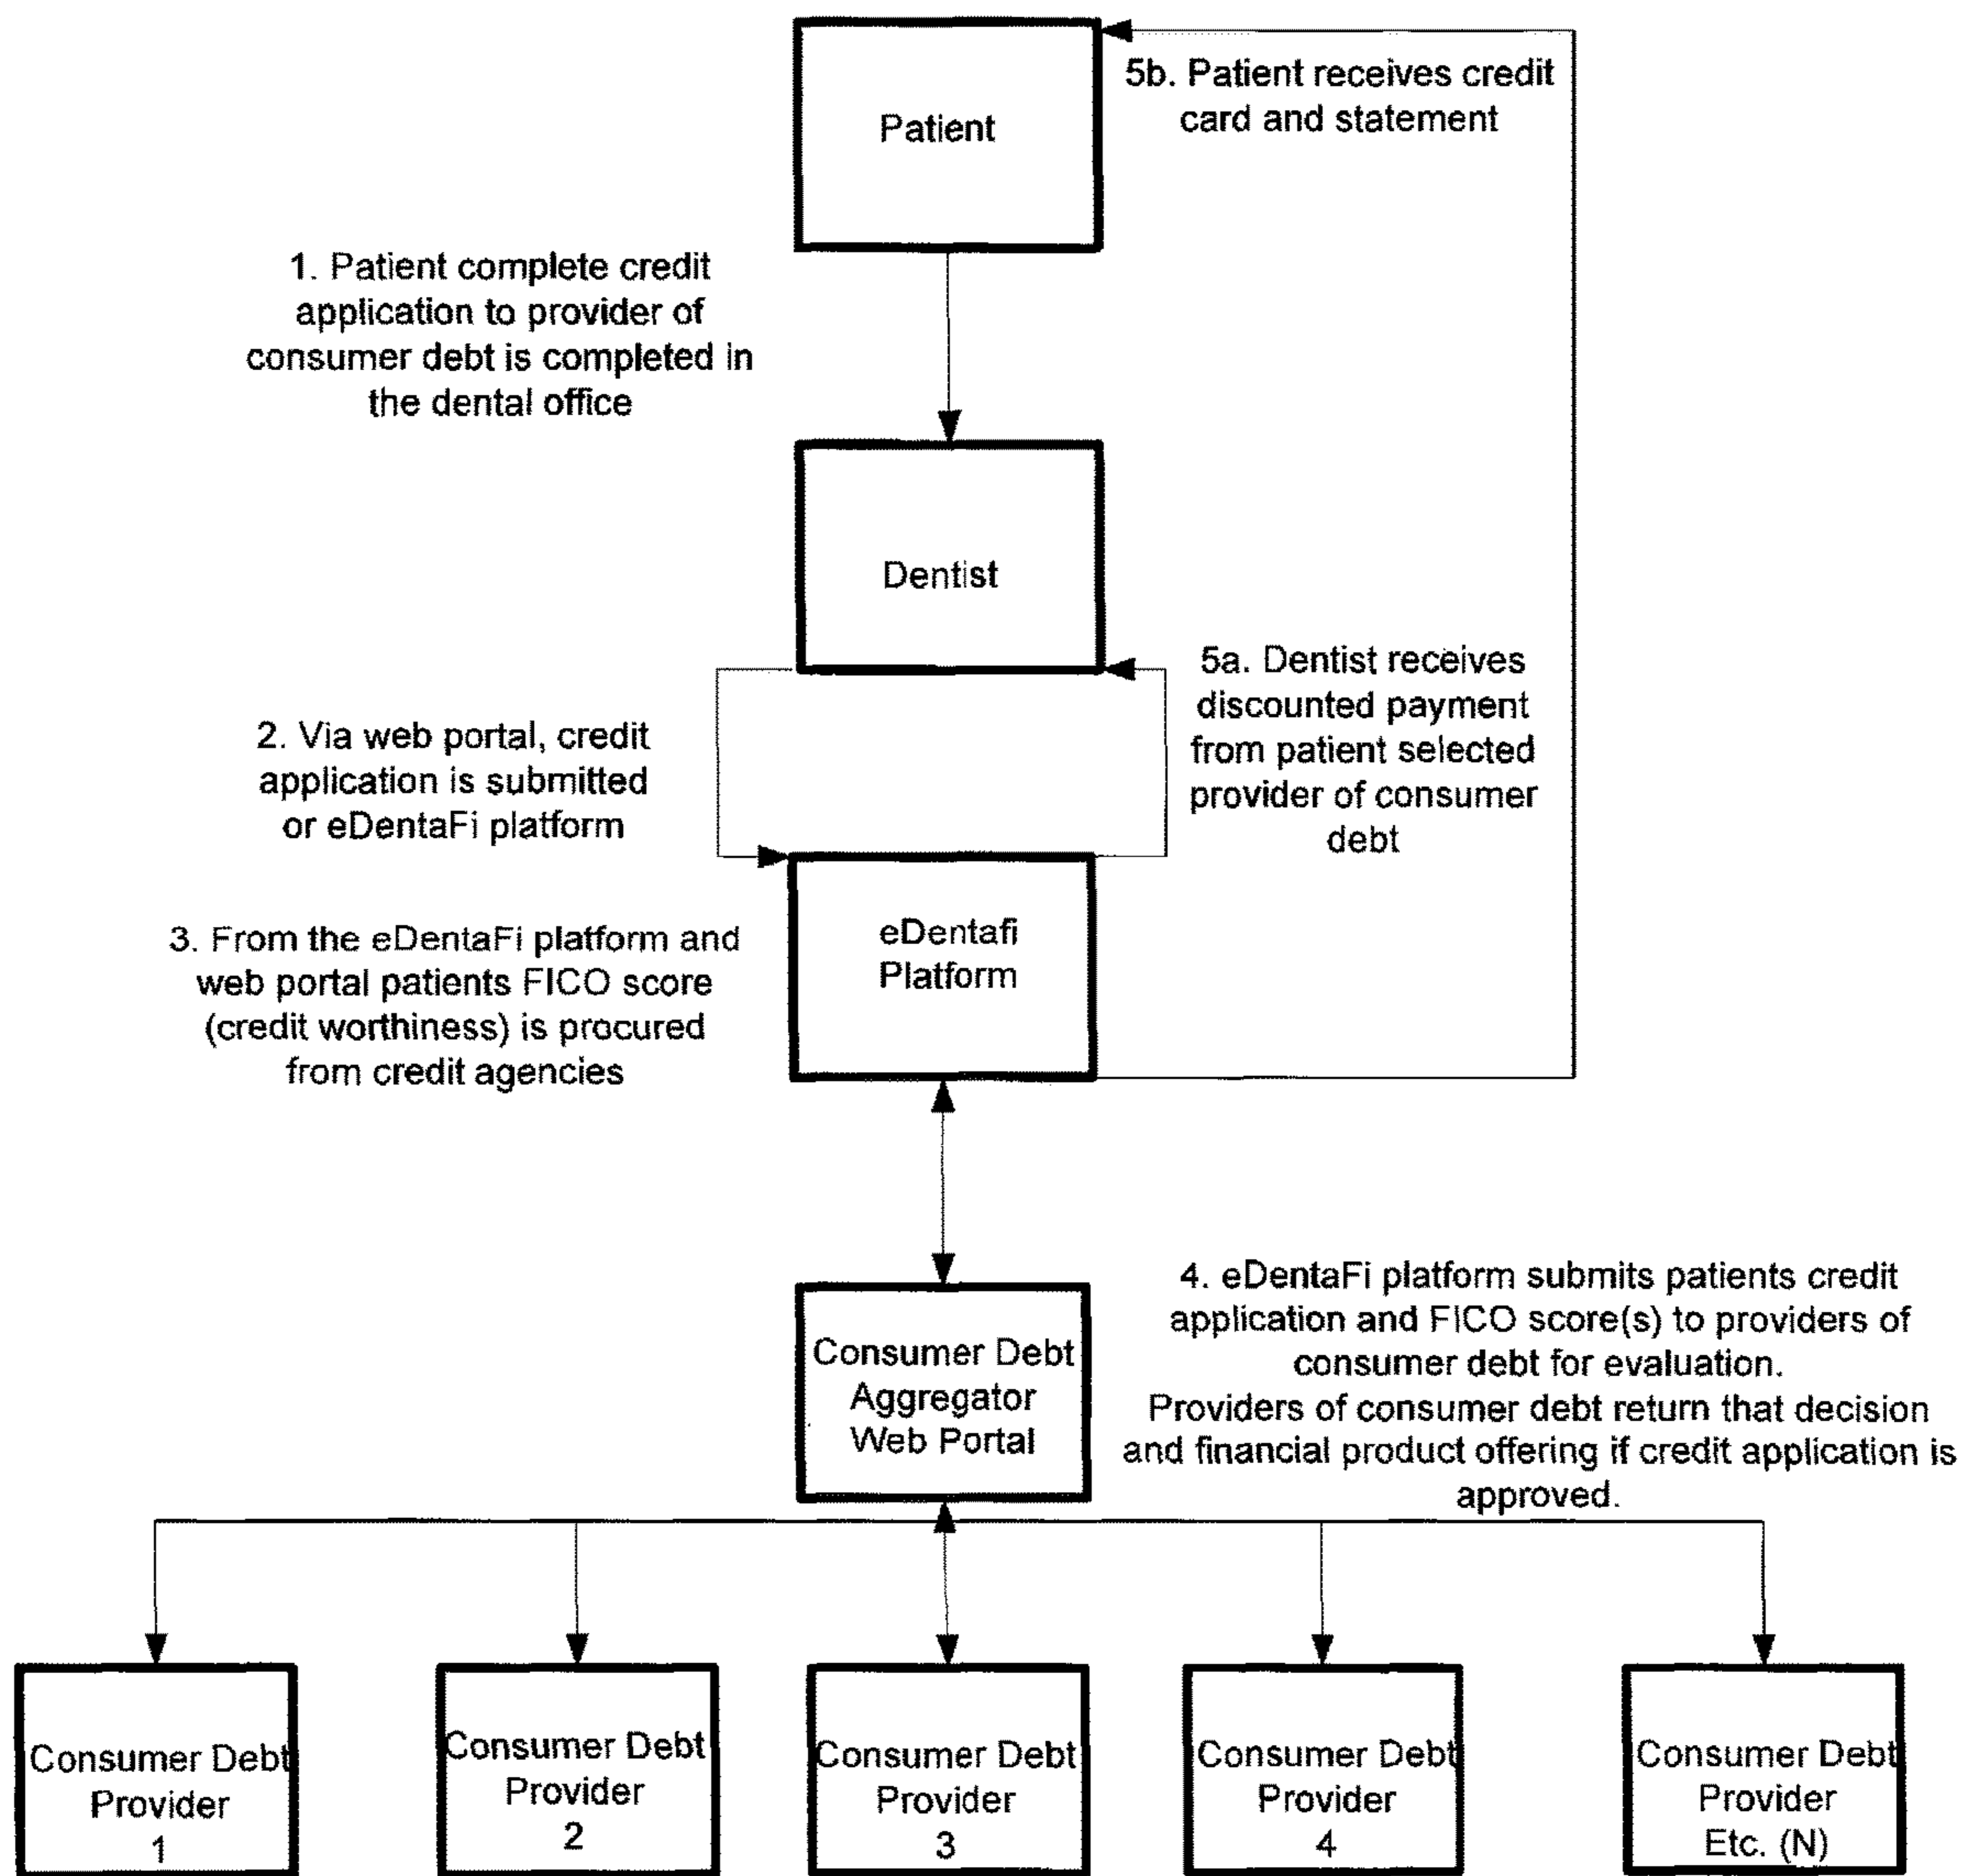 Patient
5b. Patient receives credit
card and statement
1. Patient complete credit
application to provider of
consumer debt is completed in
the dental office
Dentist
5a. Dentist receives
discounted payment
from patient selected
provider of consumer
debt
2. Via web portal, credit
application is submitted
or eDentaFi platform
eDentafi
Platform
3. From the eDentaFi platform and
web portal patients FICO score
(credit worthiness) is procured
from credit agencies
Consumer Debt
Aggregator
Web Portal
4. eDentaFi platform submits patients credit
application and FICO score(s) to providers of
consumer debt for evaluation.
Providers of consumer debt return that decision
and financial product offering if credit application is
approved.
Consumer Debt
Provider
1
Consumer Debt
Provider
2
Consumer Debt
Provider
3
Consumer Debt
Provider
4
Consumer Debt
Provider
Etc. (N)